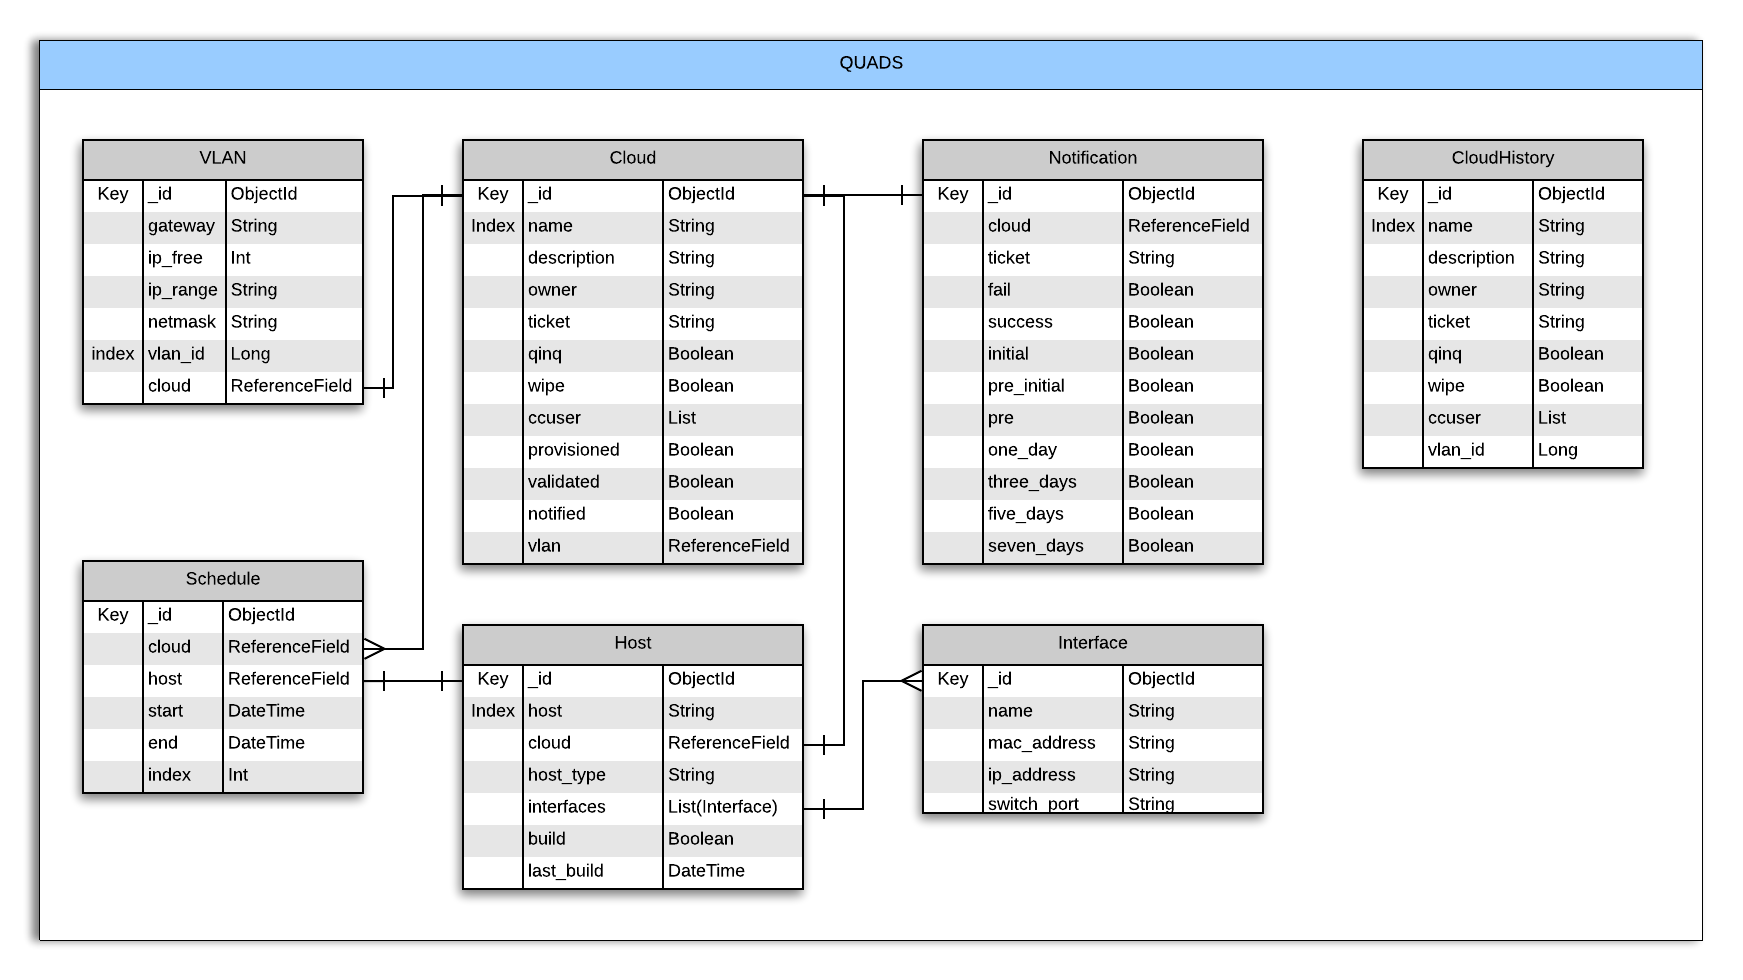 QUADS
VLAN
Key _id ObjectId
gateway String
ip_free Int
ip_range String
netmask String
index vlan_id Long
cloud ReferenceField
Cloud
Key _id ObjectId
Index name String
description String
owner String
ticket String
qinq Boolean
wipe Boolean
ccuser List
provisioned Boolean
validated Boolean
notified Boolean
vlan ReferenceField
Notification
Key _id ObjectId
cloud ReferenceField
ticket String
fail Boolean
success Boolean
initial Boolean
pre_initial Boolean
pre Boolean
one_day Boolean
three_days Boolean
five_days Boolean
seven_days Boolean
CloudHistory
Key _id ObjectId
Index name String
description String
owner String
ticket String
qinq Boolean
wipe Boolean
ccuser List
vlan_id Long
Schedule
Key _id ObjectId
cloud ReferenceField
host ReferenceField
start DateTime
end DateTime
index Int
Host
Key _id ObjectId
Index host String
cloud ReferenceField
host_type String
interfaces List(Interface)
build Boolean
last_build DateTime
Interface
Key _id ObjectId
name String
mac_address String
ip_address String
switch_port String